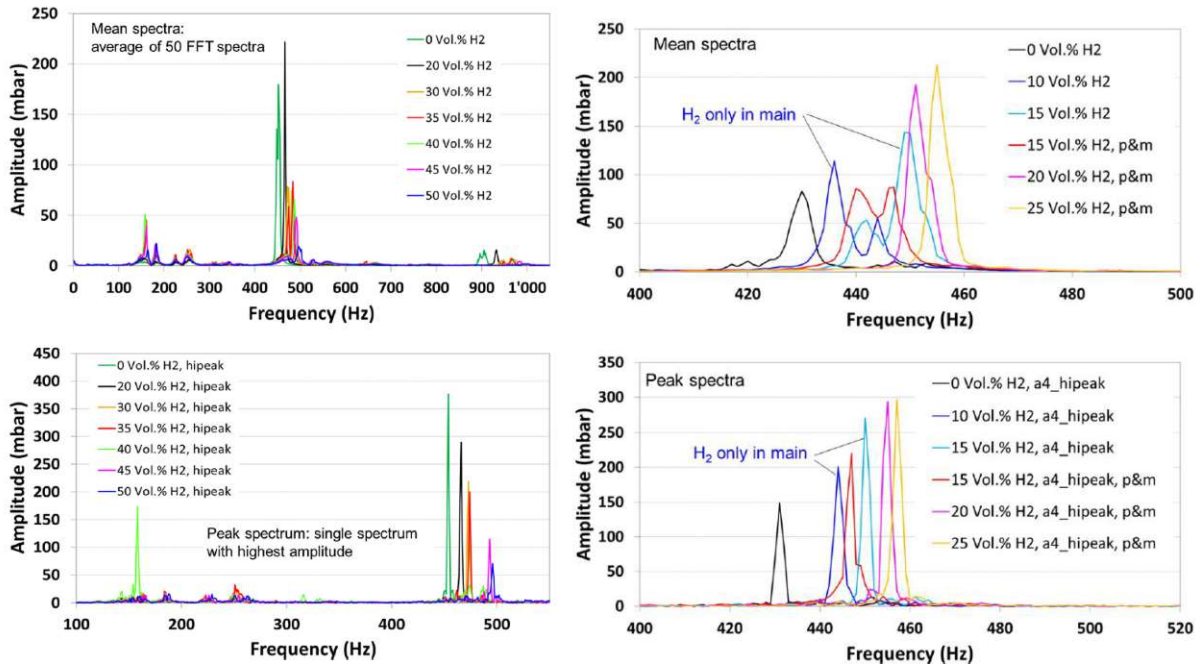 250
200
150
100
50
0
Amplitude (mbar)
Mean spectra:
average of 50 FFT spectra
0 Vol.% H2
20 Vol.% H2
30 Vol.% H2
35 Vol.% H2
40 Vol.% H2
45 Vol.% H2
50 Vol.% H2
0 100 200 300 400 500 600 700 800 900 1'000
Frequency (Hz)
250
200
150
100
50
0
Amplitude (mbar)
Mean spectra
H2 only in main
0 Vol.% H2
10 Vol.% H2
15 Vol.% H2
15 Vol.% H2, p&m
20 Vol.% H2, p&m
25 Vol.% H2, p&m
400 420 440 460 480 500
Frequency (Hz)
450
400
350
300
250
200
150
100
50
0
Amplitude (mbar)
0 Vol.% H2, hipeak
20 Vol.% H2, hipeak
30 Vol.% H2, hipeak
35 Vol.% H2, hipeak
40 Vol.% H2, hipeak
45 Vol.% H2, hipeak
50 Vol.% H2, hipeak
Peak spectrum: single spectrum
with highest amplitude
100 200 300 400 500
Frequency (Hz)
350
300
250
200
150
100
50
0
Amplitude (mbar)
Peak spectra
H2 only in main
0 Vol.% H2, a4_hipeak
10 Vol.% H2, a4_hipeak
15 Vol.% H2, a4_hipeak
15 Vol.% H2, a4_hipeak, p&m
20 Vol.% H2, a4_hipeak, p&m
25 Vol.% H2, a4_hipeak, p&m
400 420 440 460 480 500 520
Frequency (Hz)